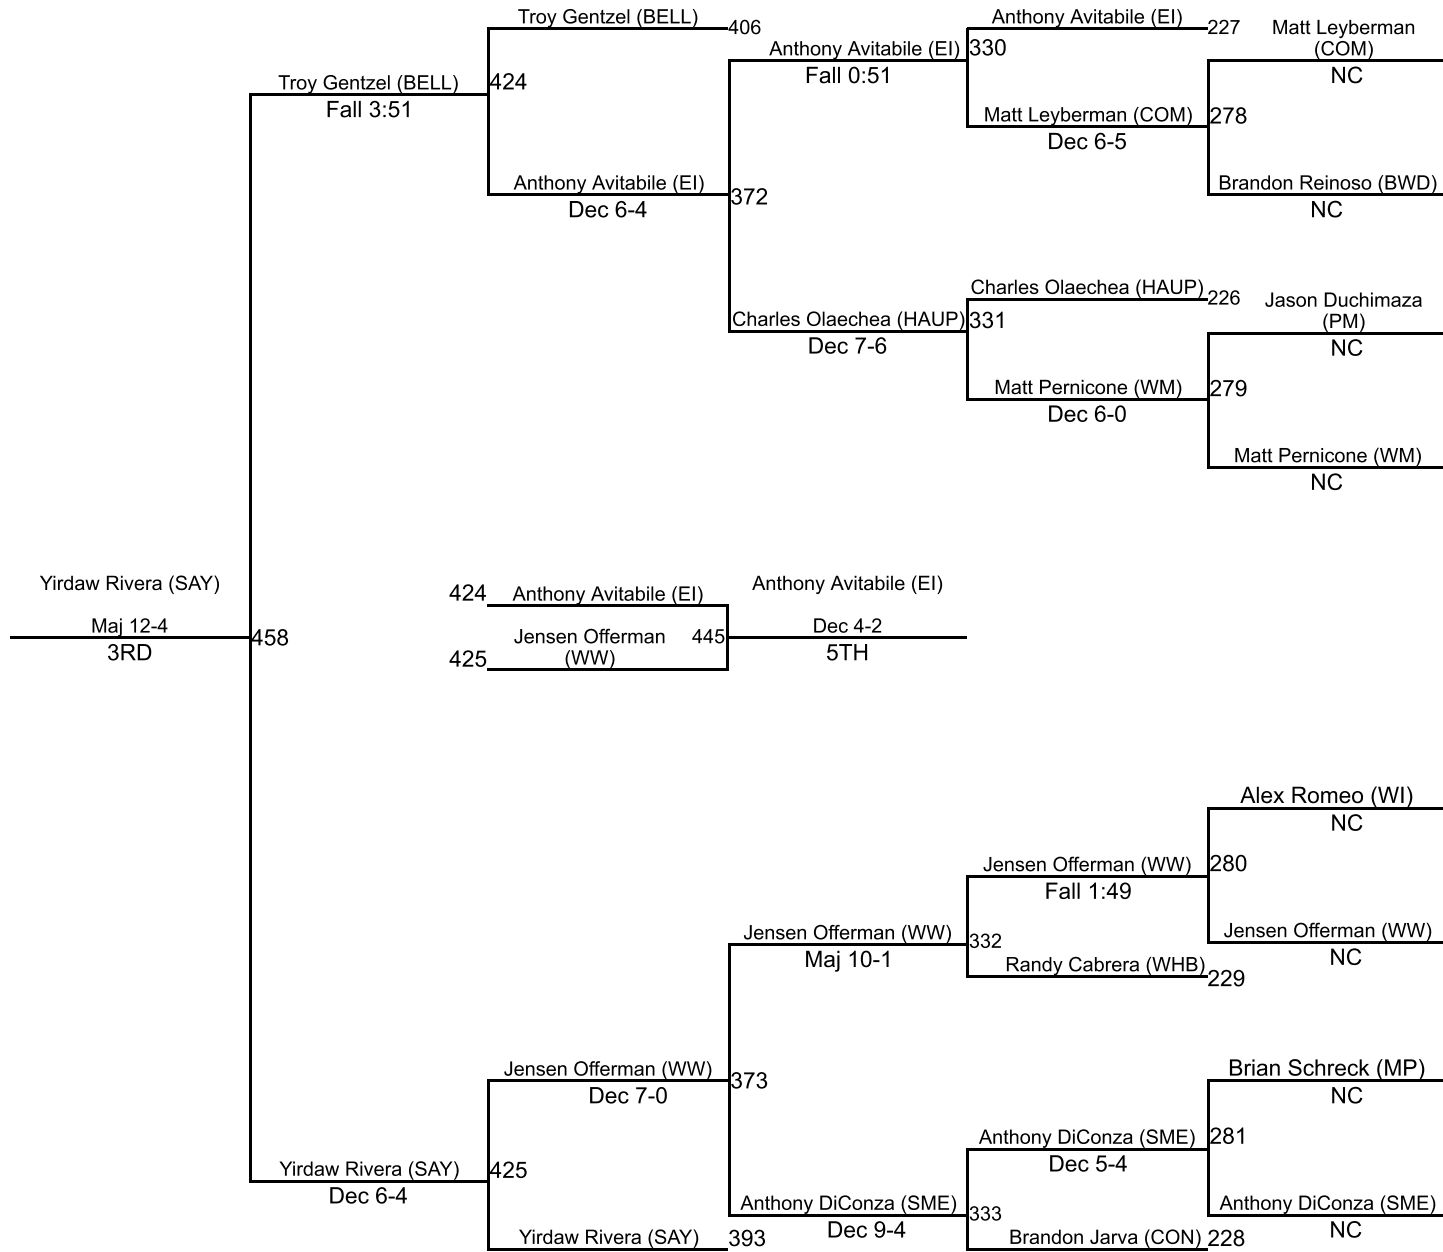 Troy Gentzel (BELL)
406
Anthony Avitabile (EI)
227
Matt Leyberman
(COM)
NC
Anthony Avitabile (EI)
330
Fall 0:51
Troy Gentzel (BELL)
424
Fall 3:51
Matt Leyberman (COM)
278
Dec 6-5
Anthony Avitabile (EI)
372
Dec 6-4
Brandon Reinoso (BWD)
NC
Charles Olaechea (HAUP)
226
Jason Duchimaza
(PM)
NC
Charles Olaechea (HAUP)
331
Dec 7-6
Matt Pernicone (WM)
279
Dec 6-0
Matt Pernicone (WM)
NC
Yirdaw Rivera (SAY)
Maj 12-4
458
3RD
424
Anthony Avitabile (EI)
Anthony Avitabile (EI)
Jensen Offerman
(WW)
445
Dec 4-2
425
5TH
Alex Romeo (WI)
NC
Jensen Offerman (WW)
280
Fall 1:49
Jensen Offerman (WW)
332
Maj 10-1
Jensen Offerman (WW)
NC
Randy Cabrera (WHB)
229
Jensen Offerman (WW)
373
Dec 7-0
Brian Schreck (MP)
NC
Anthony DiConza (SME)
281
Dec 5-4
Yirdaw Rivera (SAY)
425
Dec 6-4
Anthony DiConza (SME)
333
Dec 9-4
Anthony DiConza (SME)
NC
Yirdaw Rivera (SAY)
393
Brandon Jarva (CON)
228